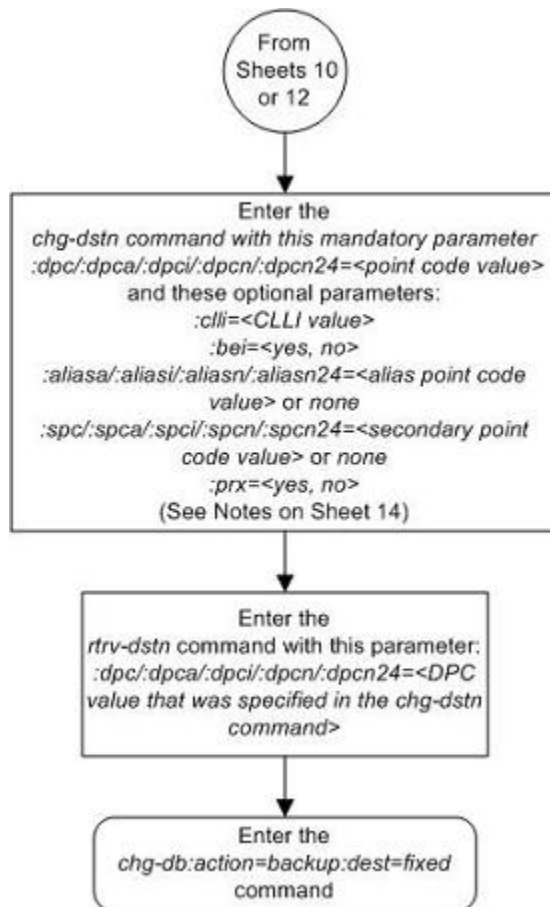 From
Sheets 10
or 12
Enter the
chg-dstn command with this mandatory parameter
:dpc/:dpca/:dpci/:dpcn/:dpcn24=<point code value>
and these optional parameters:
:clli=<CLLI value>
:bei=<yes, no>
:aliasa/:aliasi/:aliasn/:aliasn24=<alias point code
value> or none
:spc/:spca/:spci/:spcn/:spcn24=<secondary point
code value> or none
:prx=<yes, no>
(See Notes on Sheet 14)
Enter the
rtrv-dstn command with this parameter:
:dpc/:dpca/:dpci/:dpcn/:dpcn24=<DPC
value that was specified in the chg-dstn
command>
Enter the
chg-db:action=backup:dest=fixed
command